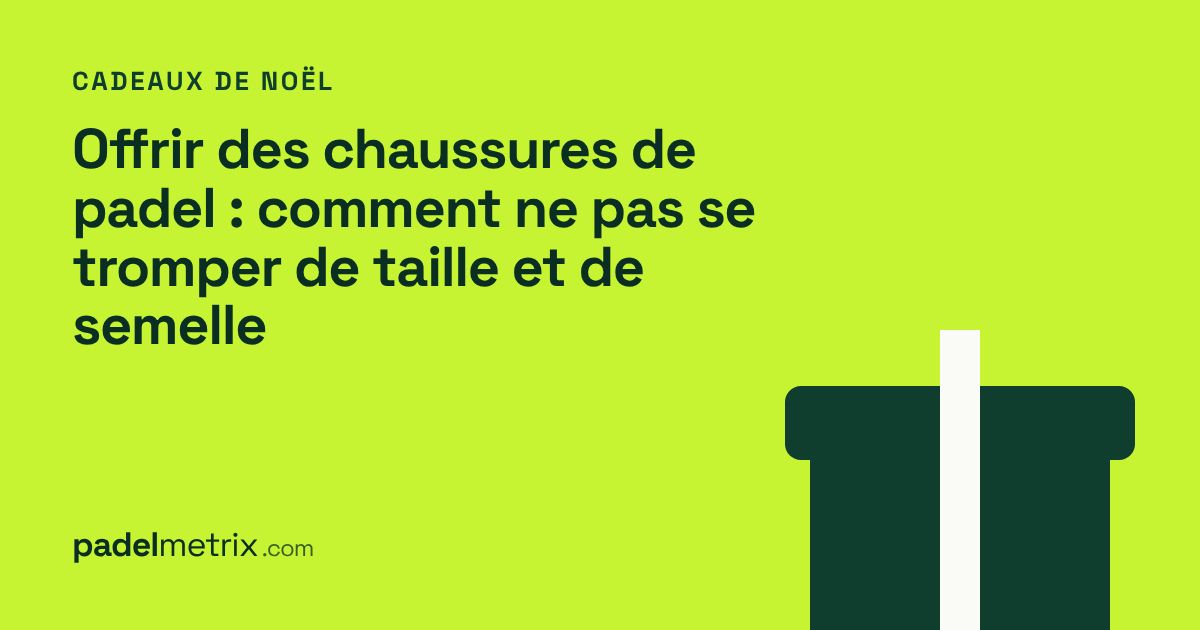 CADEAUX DE NOËL
Offrir des chaussures de
padel : comment ne pas se
tromper de taille et de
semelle
padelmetrix.com